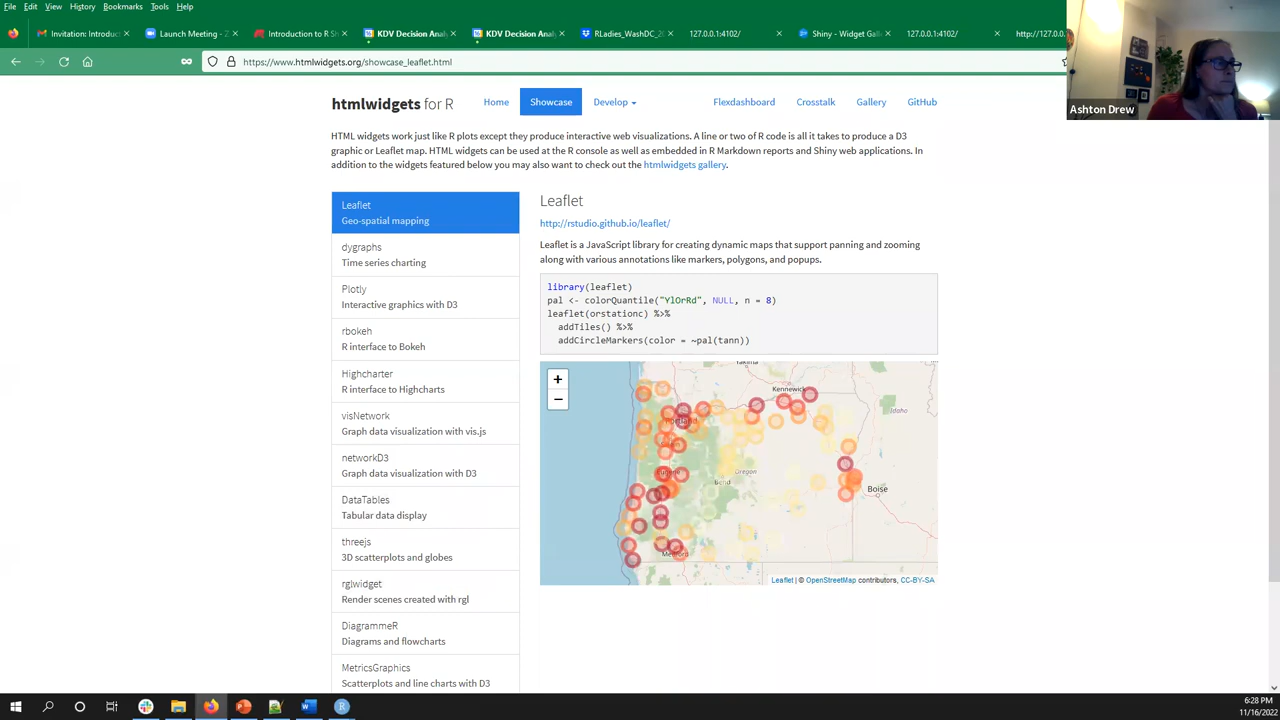 File Edit View History Bookmarks Tools Help
Invitation: Introduc
Launch Meeting - Z
Introduction to R Sh
KDV Decision Analy
KDV Decision Analy
RLadies_WashDC_20
127.0.0.1:4102/
Shiny - Widget Gal
127.0.0.1:4102/
http://127.0.
https://www.htmlwidgets.org/showcase_leaflet.html
Ashton Drew
htmlwidgets for R
Home
Showcase
Develop
Flexdashboard
Crosstalk
Gallery
GitHub
HTML widgets work just like R plots except they produce interactive web visualizations. A line or two of R code is all it takes to produce a D3
graphic or Leaflet map. HTML widgets can be used at the R console as well as embedded in R Markdown reports and Shiny web applications. In
addition to the widgets featured below you may also want to check out the htmlwidgets gallery.
Leaflet
Geo-spatial mapping
dygraphs
Time series charting
Plotly
Interactive graphics with D3
rbokeh
R interface to Bokeh
Highcharter
R interface to Highcharts
visNetwork
Graph data visualization with vis.js
networkD3
Graph data visualization with D3
DataTables
Tabular data display
threejs
3D scatterplots and globes
rglwidget
Render scenes created with rgl
DiagrammeR
Diagrams and flowcharts
MetricsGraphics
Scatterplots and line charts with D3
Leaflet
http://rstudio.github.io/leaflet/
Leaflet is a JavaScript library for creating dynamic maps that support panning and zooming
along with various annotations like markers, polygons, and popups.
library(leaflet)
pal <- colorQuantile("YlOrRd", NULL, n = 8)
leaflet(orstationc) %>%
addTiles() %>%
addCircleMarkers(color = ~pal(tann))
+
−
Yakima
Kennewick
Portland
Idaho
Eugene
Bend
Oregon
Boise
Medford
Leaflet | © OpenStreetMap contributors, CC-BY-SA
6:28 PM
11/16/2022